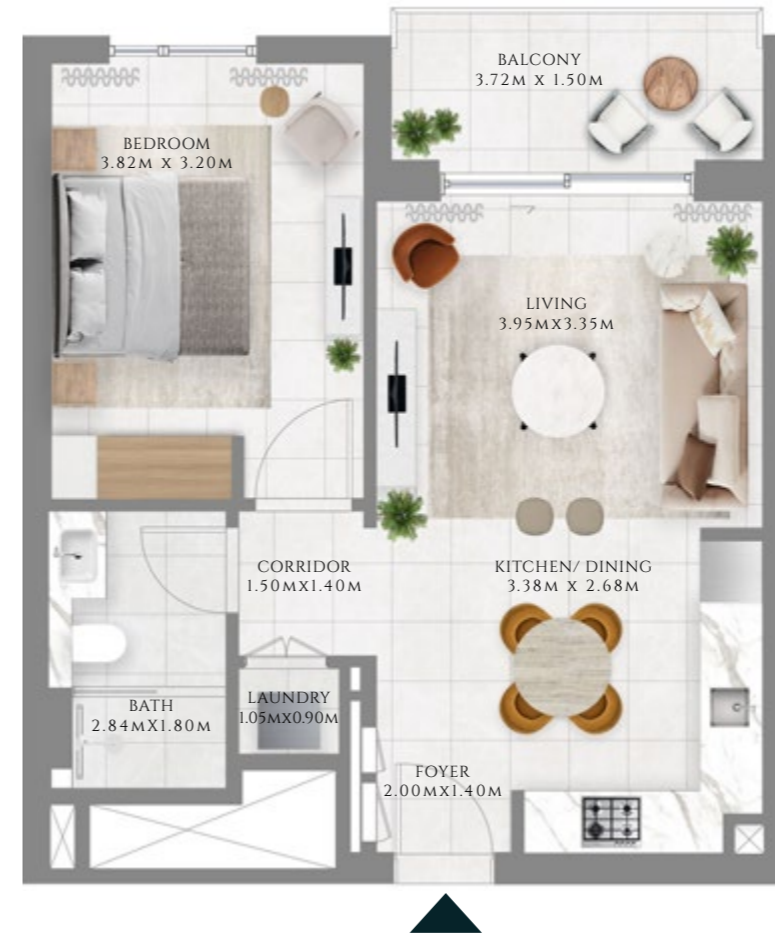 BALCONY
3.72M X 1.50M
BEDROOM
3.82M X 3.20M
LIVING
3.95MX3.35M
CORRIDOR
1.50MX1.40M
KITCHEN/ DINING
3.38M X 2.68M
BATH
2.84MX1.80M
LAUNDRY
1.05MX0.90M
FOYER
2.00MX1.40M